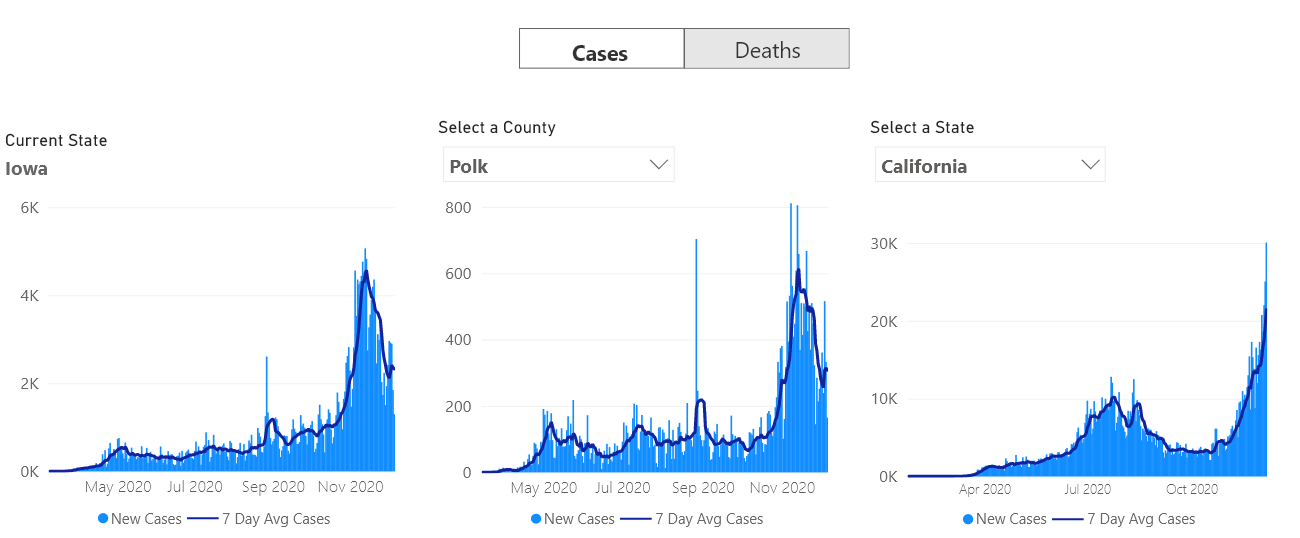 Cases Deaths
Current State
Iowa
6K
4K
2K
0K
May 2020 Jul 2020 Sep 2020 Nov 2020
New Cases 7 Day Avg Cases
Select a County
Polk
800
600
400
200
0
May 2020 Jul 2020 Sep 2020 Nov 2020
New Cases 7 Day Avg Cases
Select a State
California
30K
20K
10K
0K
Apr 2020 Jul 2020 Oct 2020
New Cases 7 Day Avg Cases